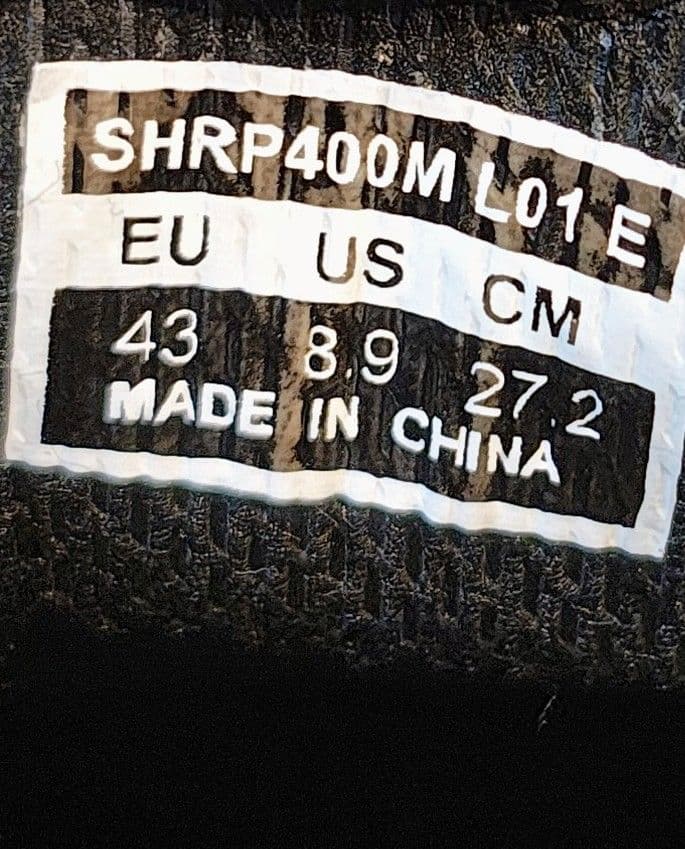 SHRP400M L01 E
EU US CM
43 8.9 27.2
MADE IN CHINA